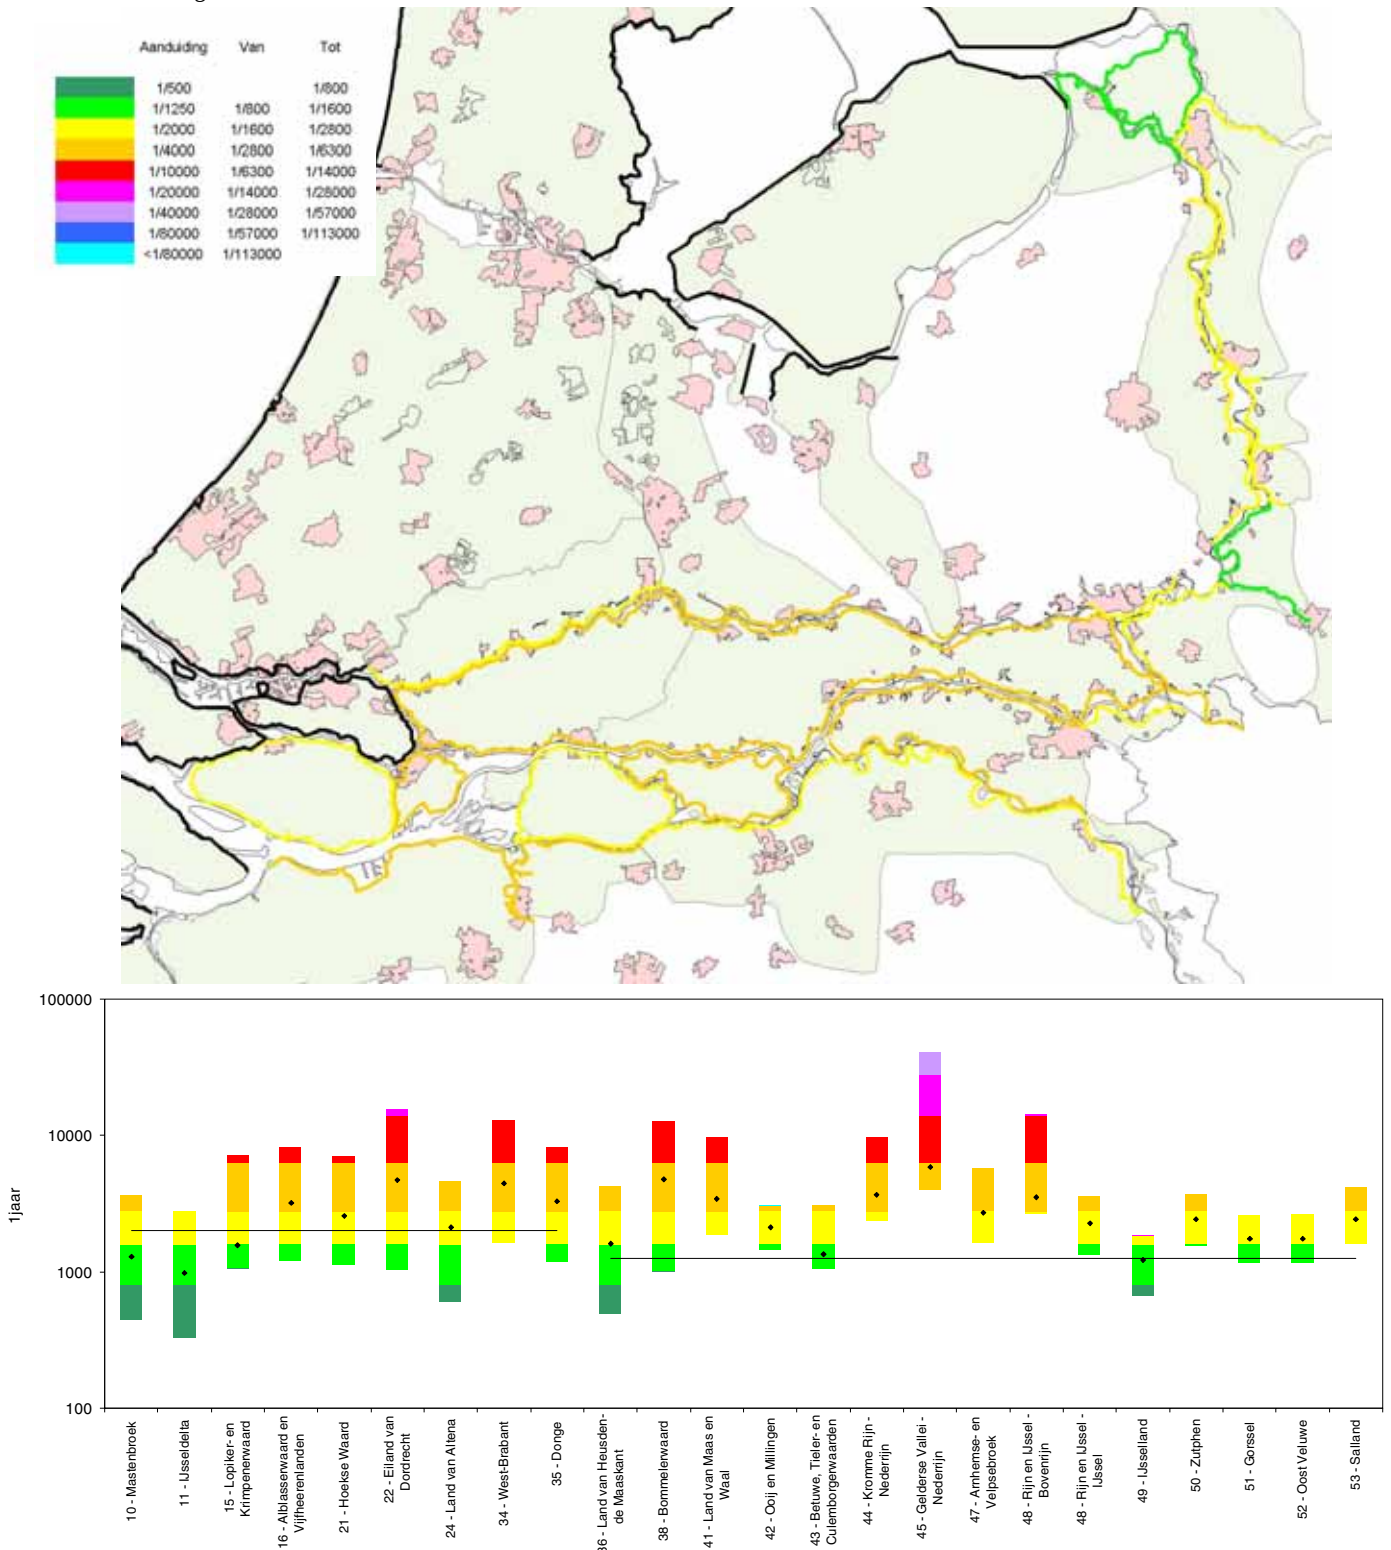 Aanduiding Van Tot
1/500 1/800
1/1250 1/800 1/1600
1/2000 1/1600 1/2800
1/4000 1/2800 1/6300
1/10000 1/6300 1/14000
1/20000 1/14000 1/28000
1/40000 1/28000 1/57000
1/80000 1/57000 1/113000
<1/80000 1/113000
100000
10000
1000
100
1jaar
10 - Mastenbroek
11 - IJsseldelta
15 - Lopiker- en
Krimpenerwaard
16 - Alblasserwaard en
Vijfheerenlanden
21 - Hoekse Waard
22 - Eiland van
Dordrecht
24 - Land van Altena
34 - West-Brabant
35 - Donge
36 - Land van Heusden-
de Maaskant
38 - Bommelerwaard
41 - Land van Maas en
Waal
42 - Ooij en Millingen
43 - Betuwe, Tieler- en
Culemborgerwaarden
44 - Kromme Rijn -
Nederrijn
45 - Gelderse Vallei -
Nederrijn
47 - Arnhemse- en
Velpsebroek
48 - Rijn en IJssel -
Bovenrijn
48 - Rijn en IJssel -
IJssel
49 - IJsselland
50 - Zutphen
51 - Gorssel
52 - Oost Veluwe
53 - Salland